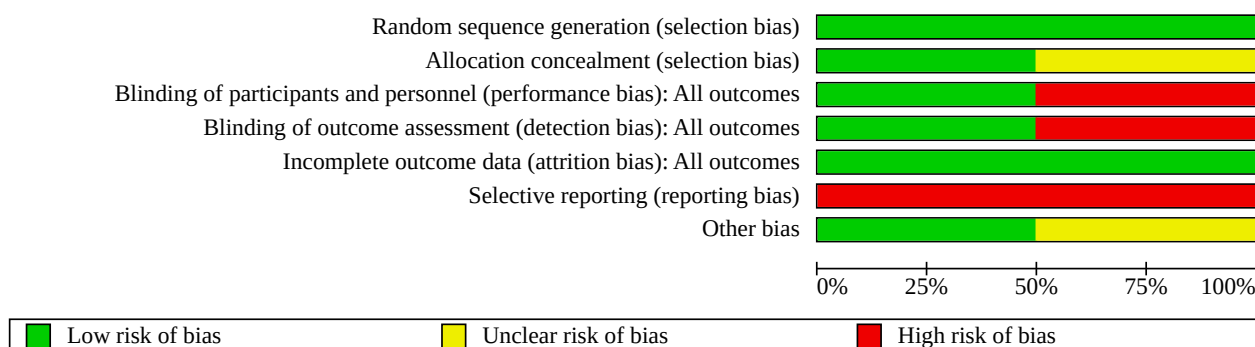 Random sequence generation (selection bias)
Allocation concealment (selection bias)
Blinding of participants and personnel (performance bias): All outcomes
Blinding of outcome assessment (detection bias): All outcomes
Incomplete outcome data (attrition bias): All outcomes
Selective reporting (reporting bias)
Other bias
0% 25% 50% 75% 100%
Low risk of bias Unclear risk of bias High risk of bias